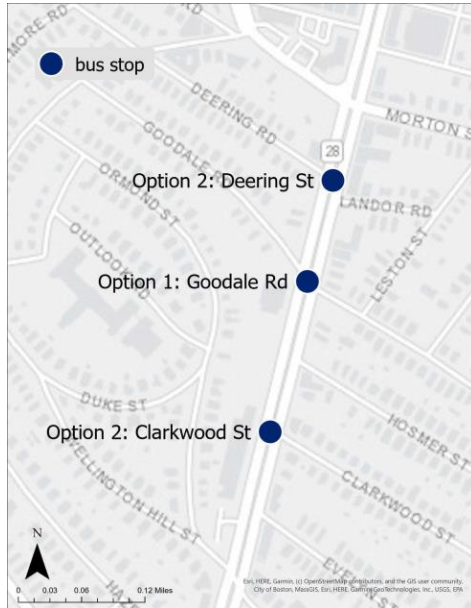 MORE RD
bus stop
DEERING RD
MORTON S
GOODALE R
28
ORMOND ST
Option 2: Deering St
LANDOR RD
OUTLOOK RD
LESTON ST
Option 1: Goodale Rd
DUKE ST
HOSMER ST
Option 2: Clarkwood St
WELLINGTON HILL ST
CLARKWOOD ST
N
0 0.03 0.06 0.12 Miles
Esri, HERE, Garmin, (c) OpenStreetMap contributors, and the GIS user community,
City of Boston, MassGIS, Esri, HERE, Garmin, GeoTechnologies, Inc., USGS, EPA